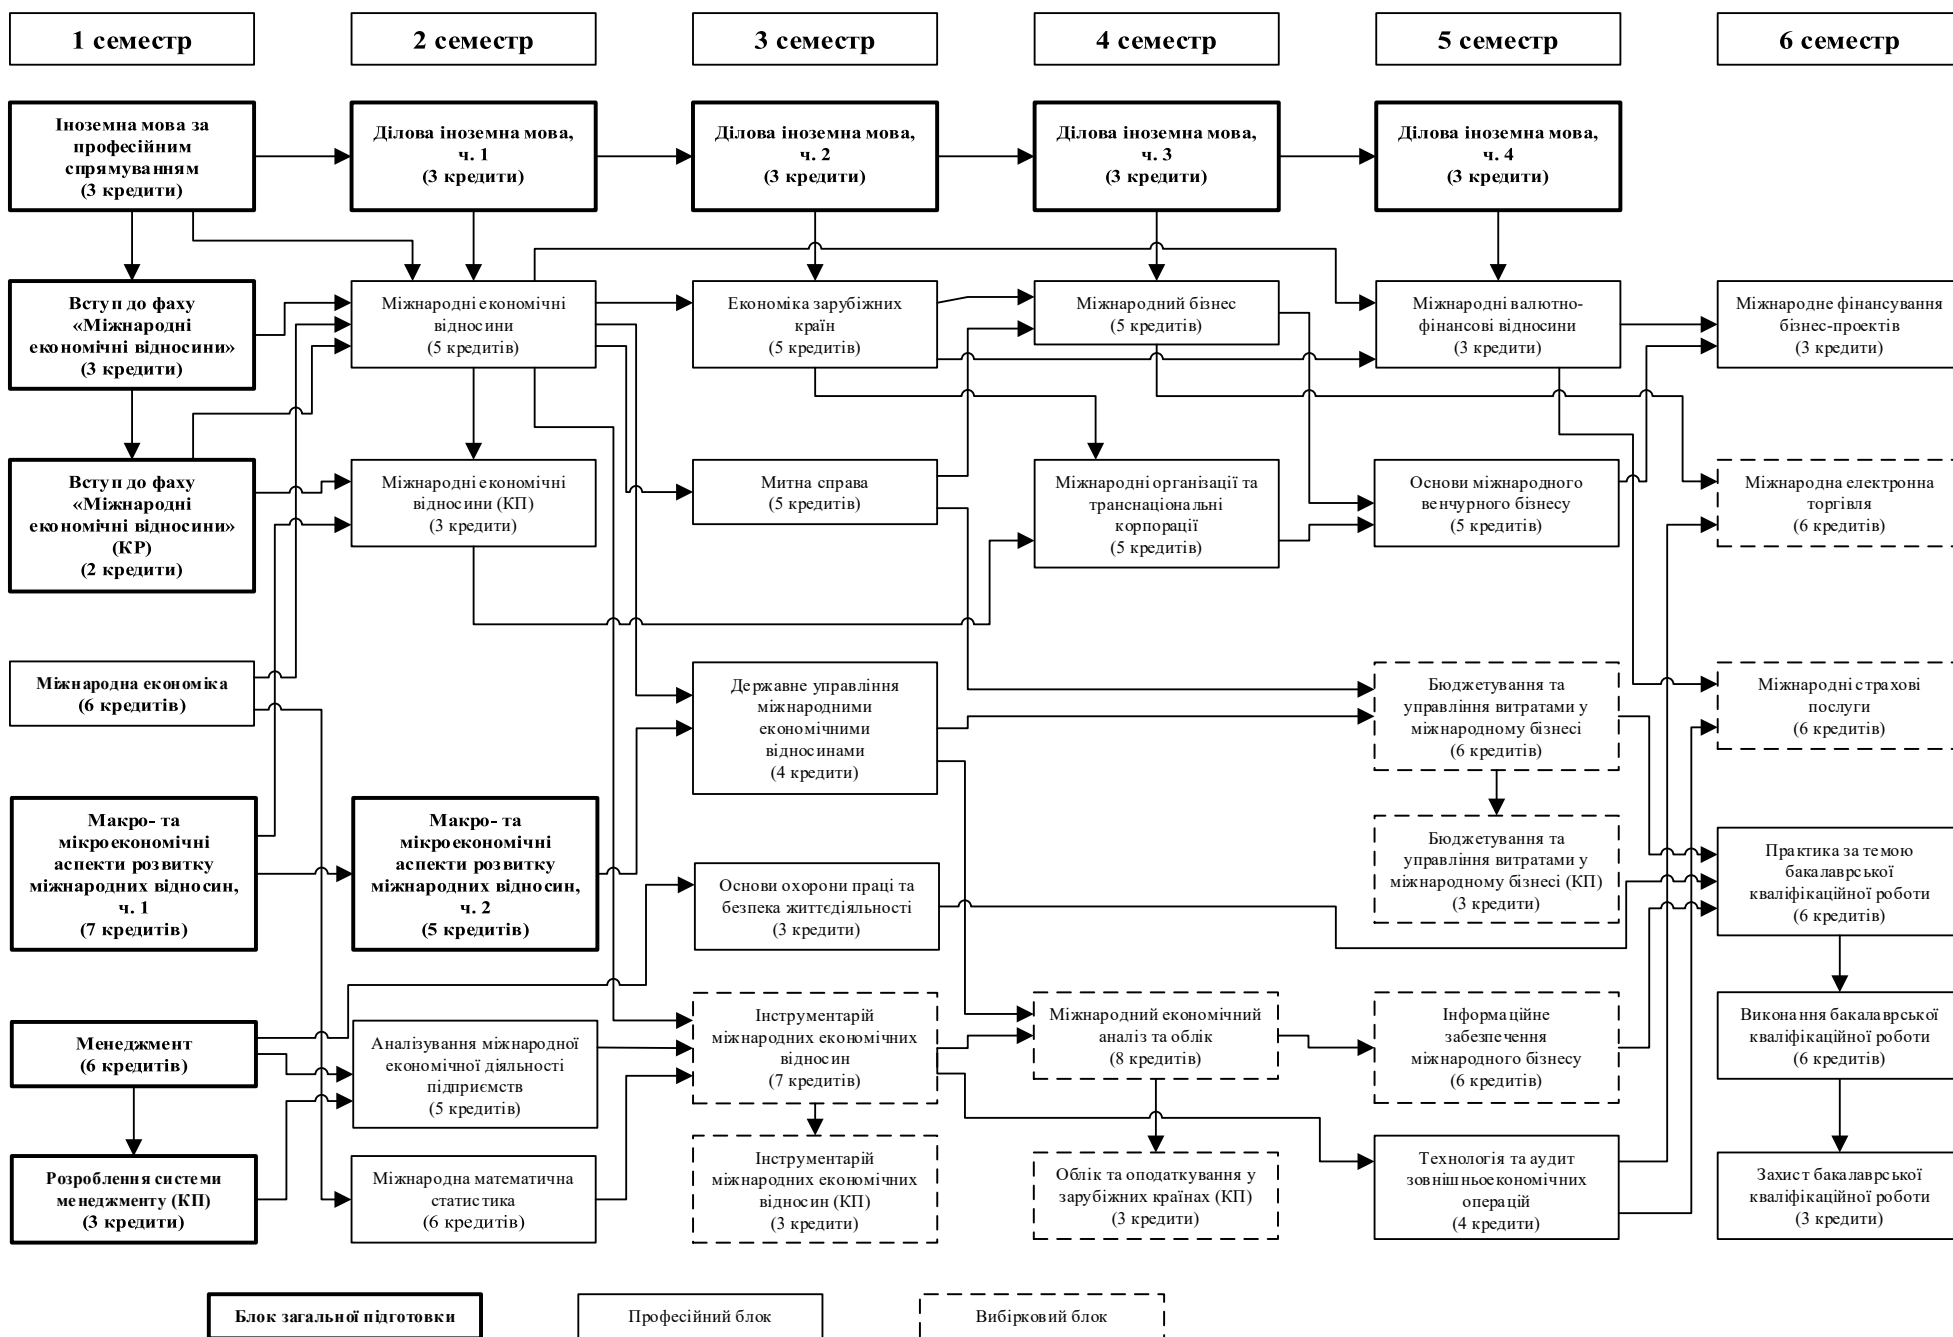 1 семестр
2 семестр
3 семестр
4 семестр
5 семестр
6 семестр
Іноземна мова за
професійним
спрямуванням
(3 кредити)
Ділова іноземна мова,
ч. 1
(3 кредити)
Ділова іноземна мова,
ч. 2
(3 кредити)
Ділова іноземна мова,
ч. 3
(3 кредити)
Ділова іноземна мова,
ч. 4
(3 кредити)
Вступ до фаху
«Міжнародні
економічні відносини»
(3 кредити)
Міжнародні економічні
відносини
(5 кредитів)
Економіка зарубіжних
країн
(5 кредитів)
Міжнародний бізнес
(5 кредитів)
Міжнародні валютно-
фінансові відносини
(3 кредити)
Міжнародне фінансування
бізнес-проектів
(3 кредити)
Вступ до фаху
«Міжнародні
економічні відносини»
(КР)
(2 кредити)
Міжнародні економічні
відносини (КП)
(3 кредити)
Митна справа
(5 кредитів)
Міжнародні організації та
транснаціональні
корпорації
(5 кредитів)
Основи міжнародного
венчурного бізнесу
(5 кредитів)
Міжнародна електронна
торгівля
(6 кредитів)
Міжнародна економіка
(6 кредитів)
Державне управління
міжнародними
економічними
відносинами
(4 кредити)
Бюджетування та
управління витратами у
міжнародному бізнесі
(6 кредитів)
Міжнародні страхові
послуги
(6 кредитів)
Макро- та
мікроекономічні
аспекти розвитку
міжнародних відносин,
ч. 1
(7 кредитів)
Макро- та
мікроекономічні
аспекти розвитку
міжнародних відносин,
ч. 2
(5 кредитів)
Основи охорони праці та
безпека життєдіяльності
(3 кредити)
Бюджетування та
управління витратами у
міжнародному бізнесі (КП)
(3 кредити)
Практика за темою
бакалаврської
кваліфікаційної роботи
(6 кредитів)
Менеджмент
(6 кредитів)
Аналізування міжнародної
економічної діяльності
підприємств
(5 кредитів)
Інструментарій
міжнародних економічних
відносин
(7 кредитів)
Міжнародний економічний
аналіз та облік
(8 кредитів)
Інформаційне
забезпечення
міжнародного бізнесу
(6 кредитів)
Виконання бакалаврської
кваліфікаційної роботи
(6 кредитів)
Розроблення системи
менеджменту (КП)
(3 кредити)
Міжнародна математична
статистика
(6 кредитів)
Інструментарій
міжнародних економічних
відносин (КП)
(3 кредити)
Облік та оподаткування у
зарубіжних країнах (КП)
(3 кредити)
Технологія та аудит
зовнішньоекономічних
операцій
(4 кредити)
Захист бакалаврської
кваліфікаційної роботи
(3 кредити)
Блок загальної підготовки
Професійний блок
Вибірковий блок